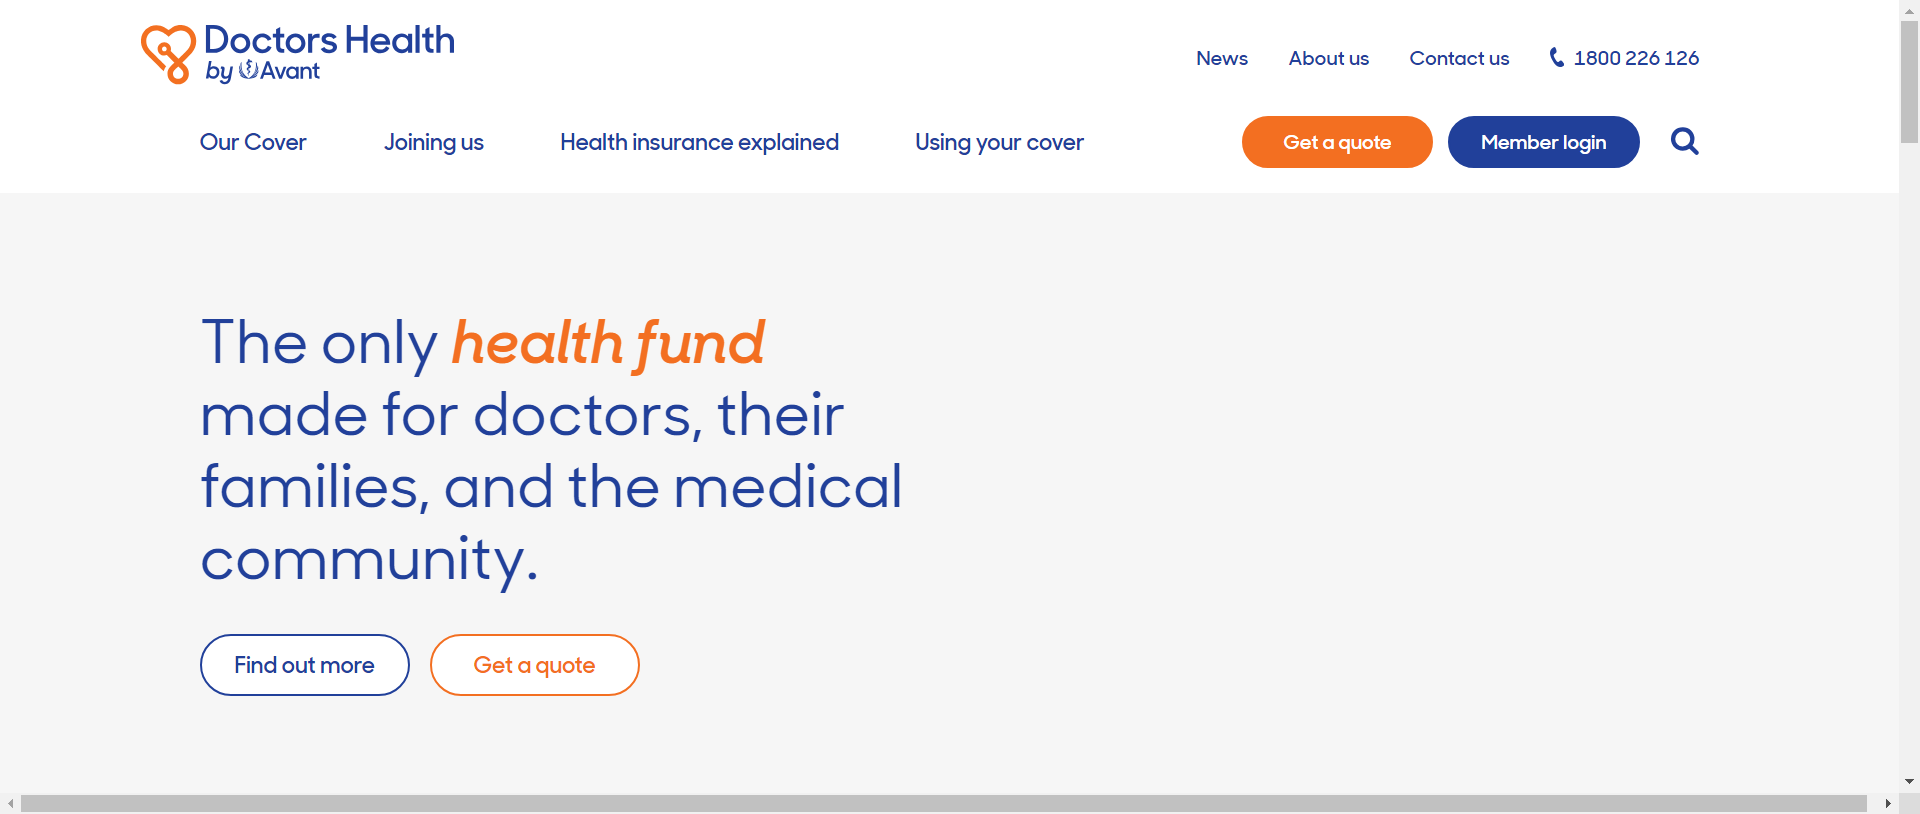 Doctors Health
by Avant
News About us Contact us 1800 226 126
Our Cover Joining us Health insurance explained Using your cover Get a quote Member login
The only health fund
made for doctors, their
families, and the medical
community.
Find out more Get a quote